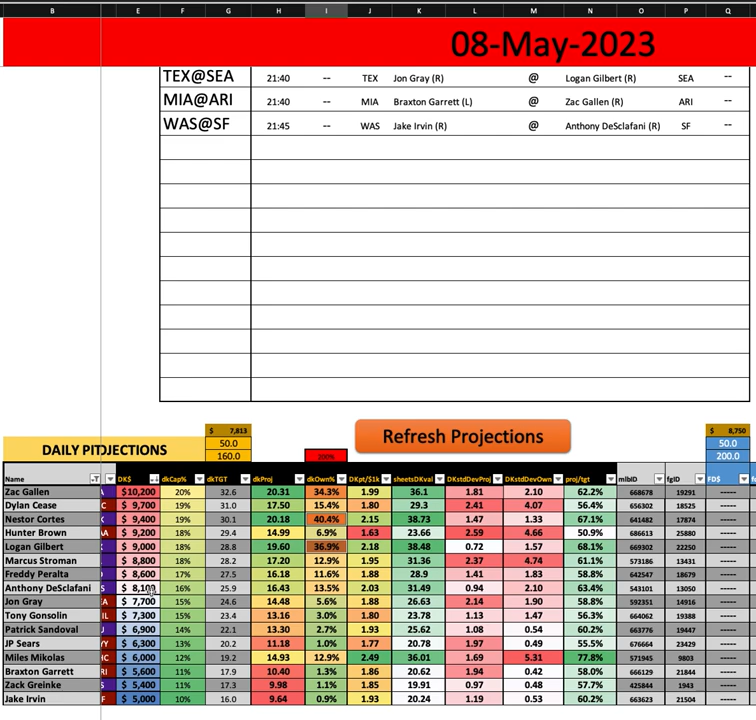 B E F G H I J K L M N O P Q
08-May-2023
TEX@SEA 21:40 -- TEX Jon Gray (R) @ Logan Gilbert (R) SEA --
MIA@ARI 21:40 -- MIA Braxton Garrett (L) @ Zac Gallen (R) ARI --
WAS@SF 21:45 -- WAS Jake Irvin (R) @ Anthony DeSclafani (R) SF --
$ 7,813 $ 8,750
50.0 Refresh Projections 50.0
DAILY PITJECTIONS 160.0 200.0
Name DK$ dkCap% dkTGT dkProj dkOwn% DKpt/$1k sheetsDKval DKstdDevProj DKstdDevOwn proj/tgt mlbID fgID FD$
Zac Gallen $10,200 20% 32.6 20.31 34.3% 1.99 36.1 1.81 2.10 62.2% 668678 19291 -----
Dylan Cease C $ 9,700 19% 31.0 17.50 15.4% 1.80 29.3 2.41 4.07 56.4% 656302 18525 -----
Nestor Cortes $ 9,400 19% 30.1 20.18 40.4% 2.15 38.73 1.47 1.33 67.1% 641482 17874 -----
Hunter Brown $ 9,200 18% 29.4 14.99 6.9% 1.63 23.66 2.59 4.66 50.9% 686613 25880 -----
Logan Gilbert $ 9,000 18% 28.8 19.60 36.9% 2.18 38.48 0.72 1.57 68.1% 669302 22250 -----
Marcus Stroman $ 8,800 18% 28.2 17.20 12.9% 1.95 31.36 2.37 4.74 61.1% 573186 13431 -----
Freddy Peralta $ 8,600 17% 27.5 16.18 11.6% 1.88 28.9 1.41 1.83 58.8% 642547 18679 -----
Anthony DeSclafani $ 8,100 16% 25.9 16.43 13.5% 2.03 31.49 0.94 2.10 63.4% 543101 13050 -----
Jon Gray $ 7,700 15% 24.6 14.48 5.6% 1.88 26.63 2.14 1.90 58.8% 592351 14916 -----
Tony Gonsolin $ 7,300 15% 23.4 13.16 3.0% 1.80 23.78 1.13 1.47 56.3% 664062 19388 -----
Patrick Sandoval $ 6,900 14% 22.1 13.30 2.7% 1.93 25.62 1.08 0.54 60.2% 663776 19447 -----
JP Sears $ 6,300 13% 20.2 11.18 1.0% 1.77 20.78 1.97 0.49 55.5% 676664 23429 -----
Miles Mikolas $ 6,000 12% 19.2 14.93 12.9% 2.49 36.01 1.69 5.31 77.8% 571945 9803 -----
Braxton Garrett $ 5,600 11% 17.9 10.40 1.3% 1.86 20.62 1.94 0.42 58.0% 666129 21844 -----
Zack Greinke $ 5,400 11% 17.3 9.98 1.1% 1.85 19.91 0.97 0.48 57.7% 425844 1943 -----
Jake Irvin $ 5,000 10% 16.0 9.64 0.9% 1.93 20.24 1.19 0.53 60.2% 663623 21504 -----